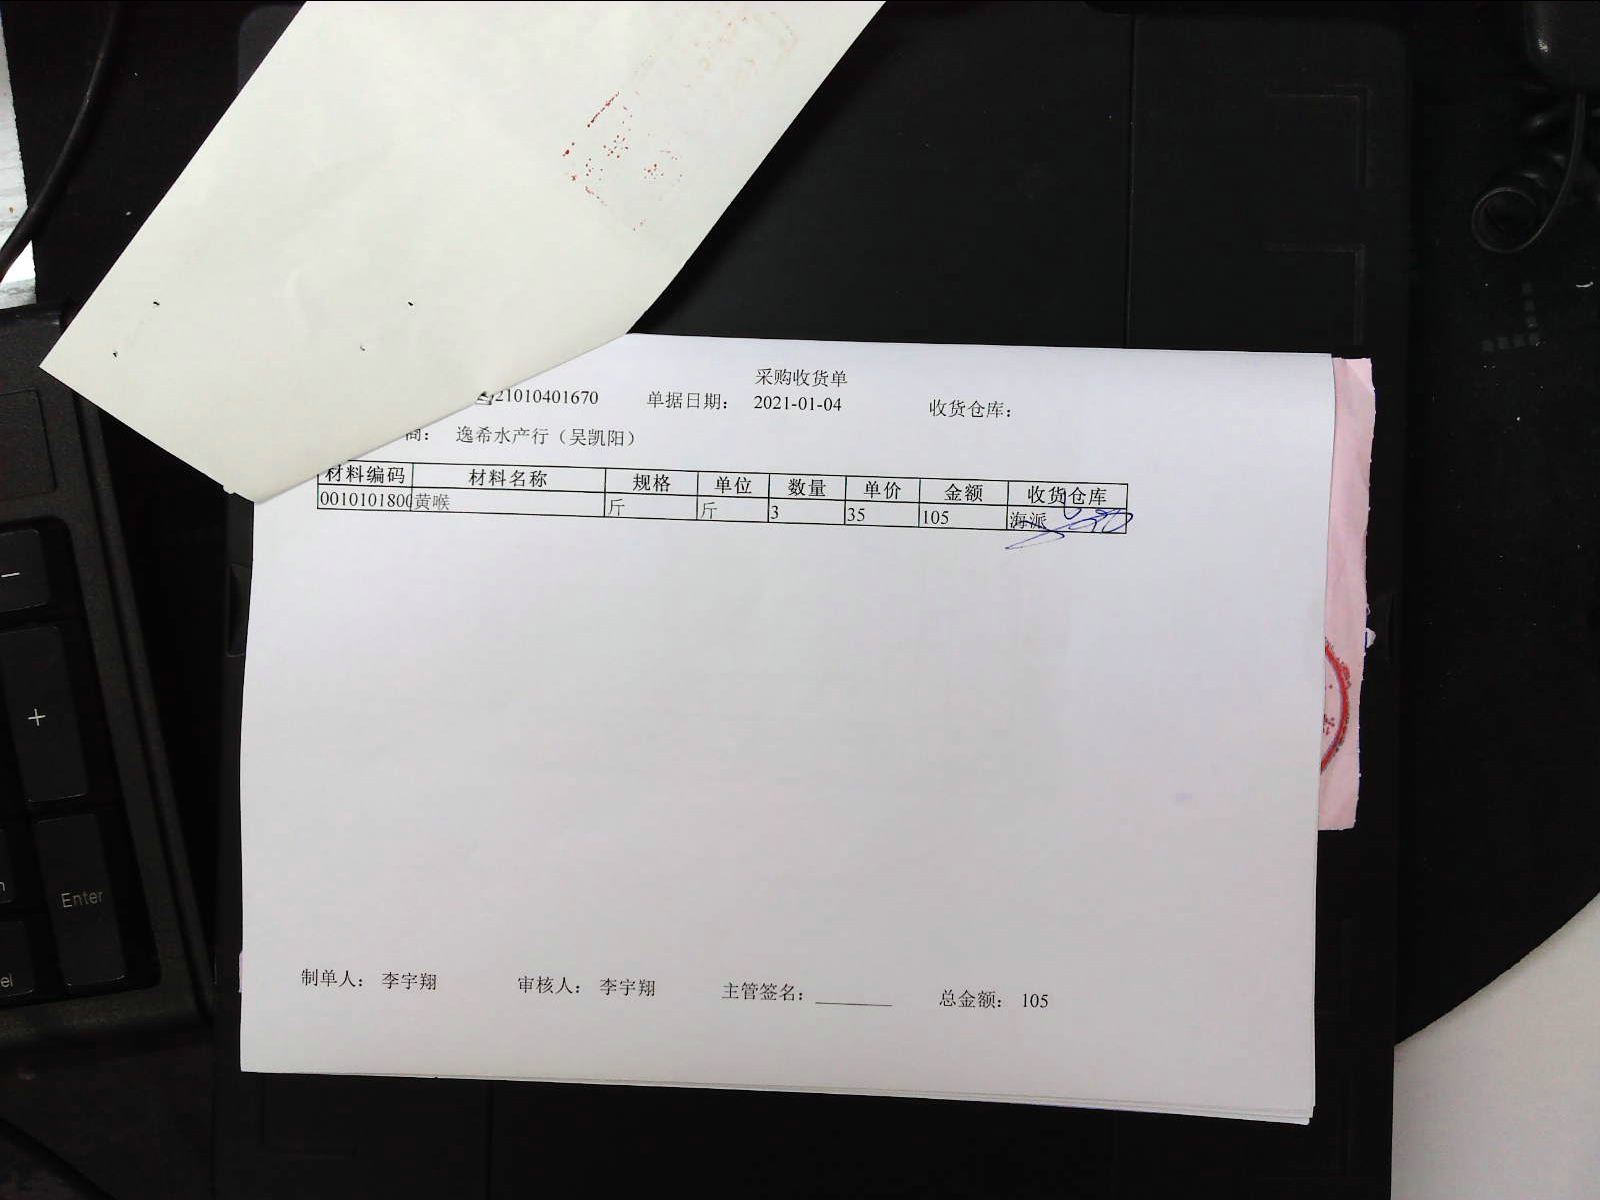 采购收货单
21010401670 单据日期： 2021-01-04 收货仓库：
商： 逸希水产行（吴凯阳）
材料编码 材料名称 规格 单位 数量 单价 金额 收货仓库
0010101800 黄喉 斤 斤 3 35 105 海派
制单人： 李宇翔 审核人： 李宇翔 主管签名：________ 总金额： 105
−
+
Enter